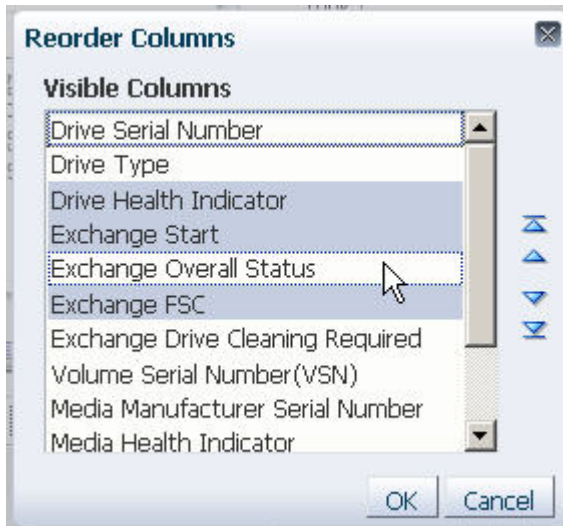 Reorder Columns
Visible Columns
Drive Serial Number
Drive Type
Drive Health Indicator
Exchange Start
Exchange Overall Status
Exchange FSC
Exchange Drive Cleaning Required
Volume Serial Number(VSN)
Media Manufacturer Serial Number
Media Health Indicator
OK Cancel